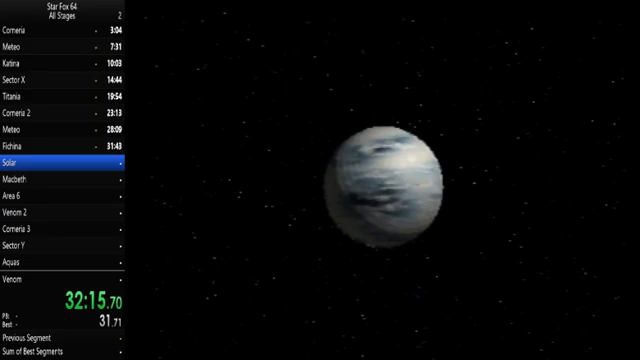 Star Fox 64
All Stages 2
Corneria - 3:04
Meteo - 7:31
Katina - 10:03
Sector X - 14:44
Titania - 19:54
Corneria 2 - 23:13
Meteo - 28:09
Fichina - 31:43
Solar -
Macbeth -
Area 6 -
Venom 2 -
Corneria 3 -
Sector Y -
Aquas -
Venom -
32:15.70
PB: -
Best: - 31.71
Previous Segment -
Sum of Best Segments -